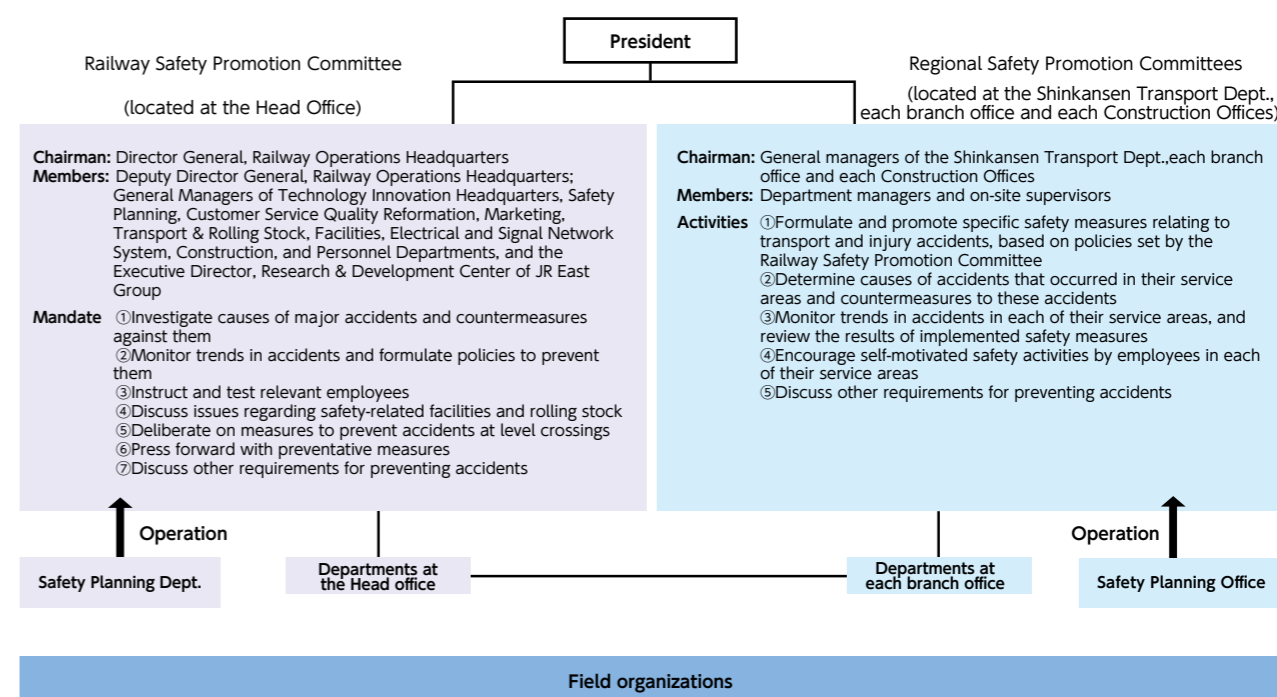 President
Railway Safety Promotion Committee
(located at the Head Office)
Regional Safety Promotion Committees
(located at the Shinkansen Transport Dept.,
each branch office and each Construction Offices)
Chairman: Director General, Railway Operations Headquarters
Members: Deputy Director General, Railway Operations Headquarters;
General Managers of Technology Innovation Headquarters, Safety
Planning, Customer Service Quality Reformation, Marketing,
Transport & Rolling Stock, Facilities, Electrical and Signal Network
System, Construction, and Personnel Departments, and the
Executive Director, Research & Development Center of JR East
Group
Mandate ①Investigate causes of major accidents and countermeasures
against them
②Monitor trends in accidents and formulate policies to prevent
them
③Instruct and test relevant employees
④Discuss issues regarding safety-related facilities and rolling stock
⑤Deliberate on measures to prevent accidents at level crossings
⑥Press forward with preventative measures
⑦Discuss other requirements for preventing accidents
Chairman: General managers of the Shinkansen Transport Dept.,each branch
office and each Construction Offices
Members: Department managers and on-site supervisors
Activities ①Formulate and promote specific safety measures relating to
transport and injury accidents, based on policies set by the
Railway Safety Promotion Committee
②Determine causes of accidents that occurred in their service
areas and countermeasures to these accidents
③Monitor trends in accidents in each of their service areas, and
review the results of implemented safety measures
④Encourage self-motivated safety activities by employees in each
of their service areas
⑤Discuss other requirements for preventing accidents
Operation
Operation
Safety Planning Dept.
Departments at
the Head office
Departments at
each branch office
Safety Planning Office
Field organizations